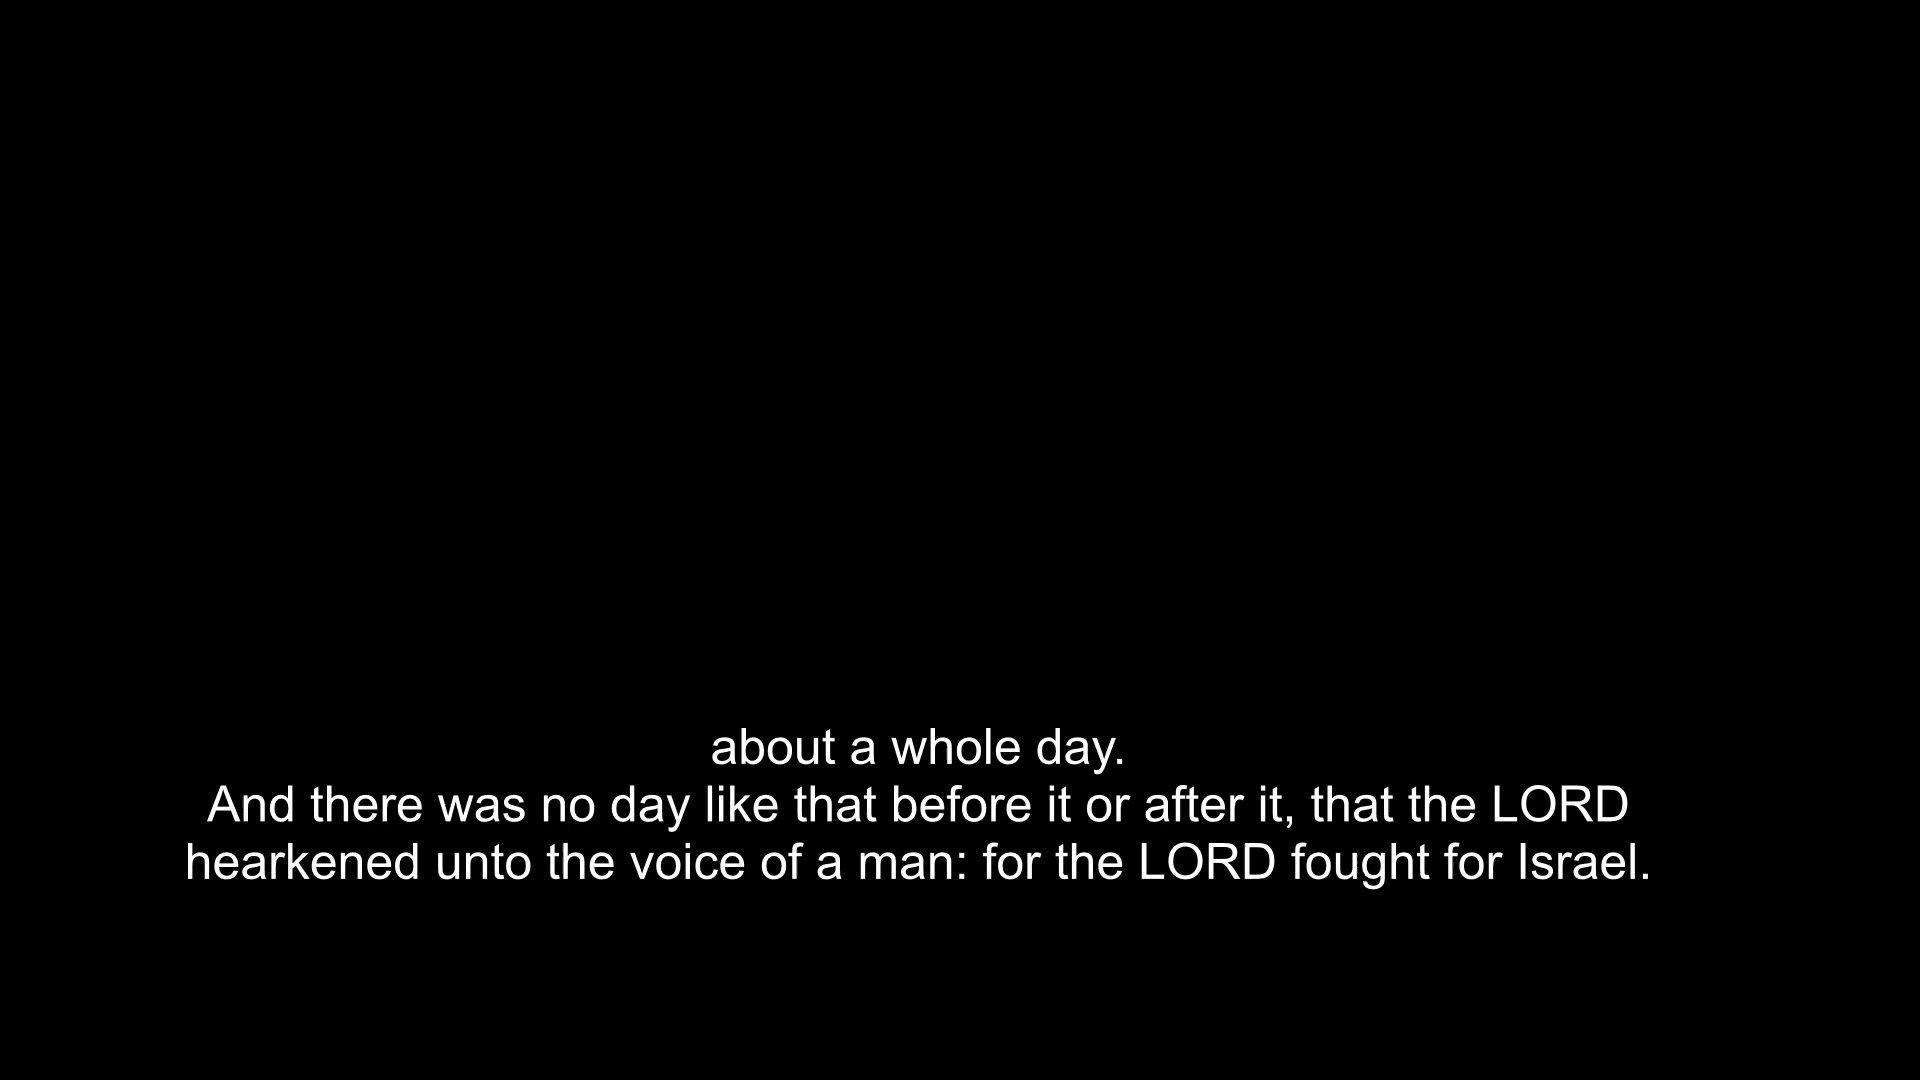 about a whole day.
And there was no day like that before it or after it, that the LORD
hearkened unto the voice of a man: for the LORD fought for Israel.